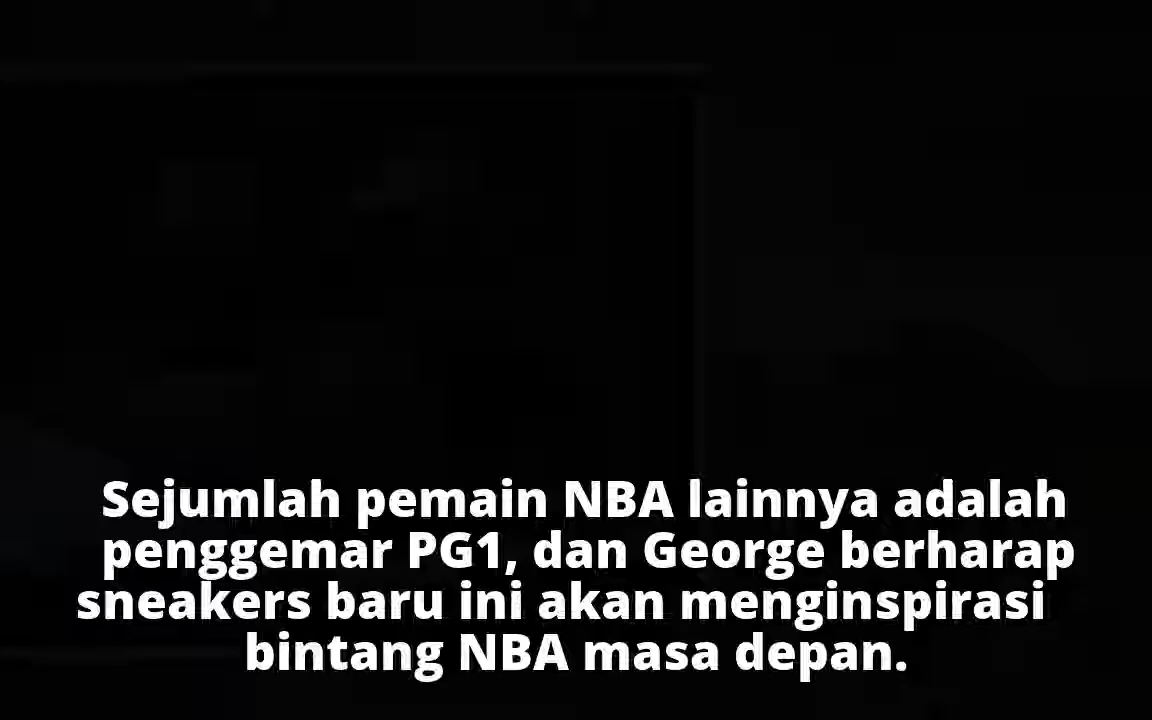 Sejumlah pemain NBA lainnya adalah
penggemar PG1, dan George berharap
sneakers baru ini akan menginspirasi
bintang NBA masa depan.